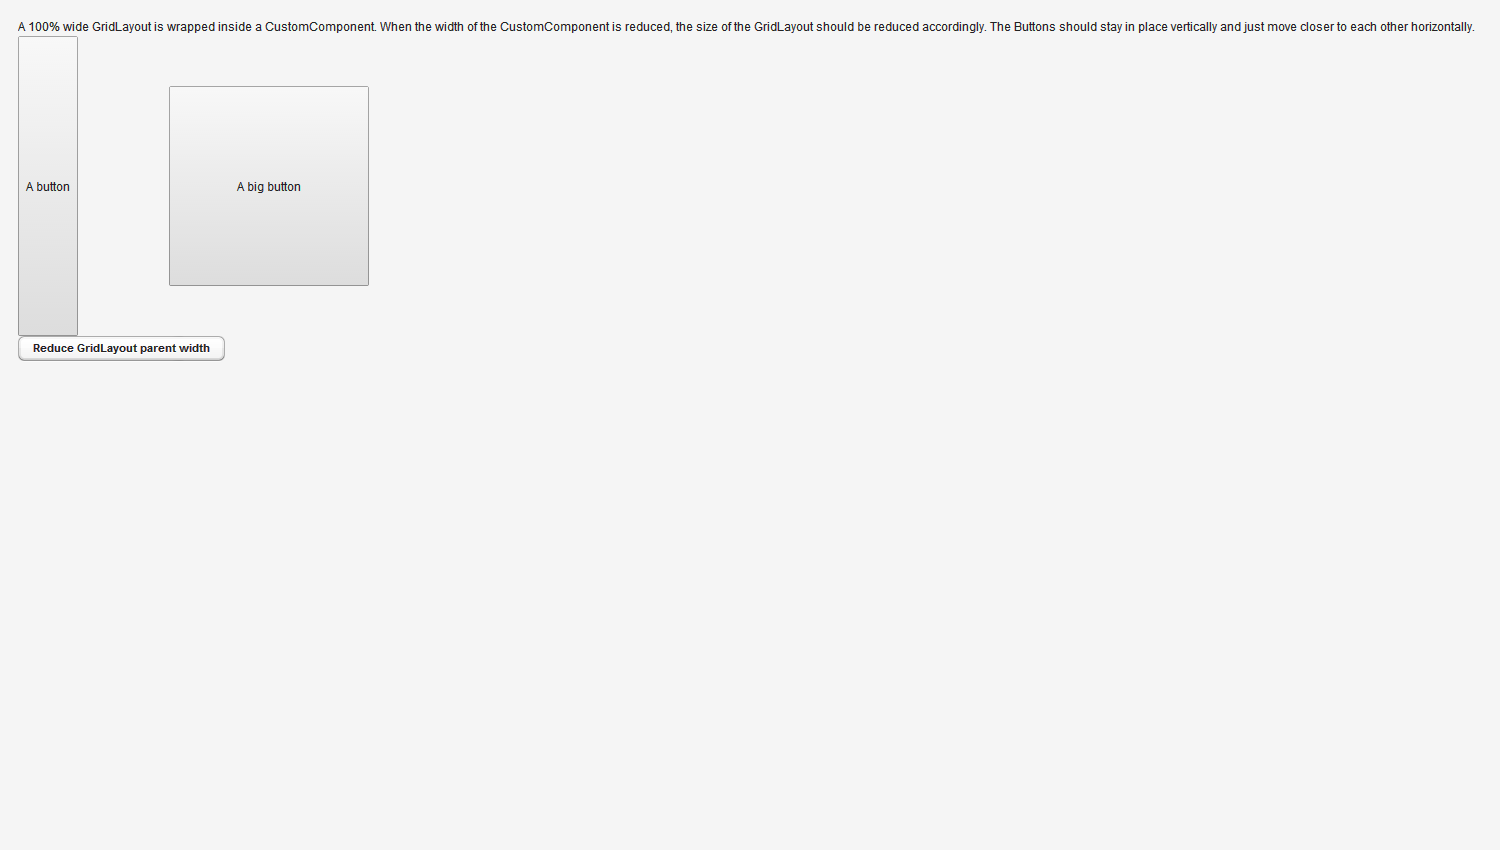 A 100% wide GridLayout is wrapped inside a CustomComponent. When the width of the CustomComponent is reduced, the size of the GridLayout should be reduced accordingly. The Buttons should stay in place vertically and just move closer to each other horizontally.
A button
A big button
Reduce GridLayout parent width